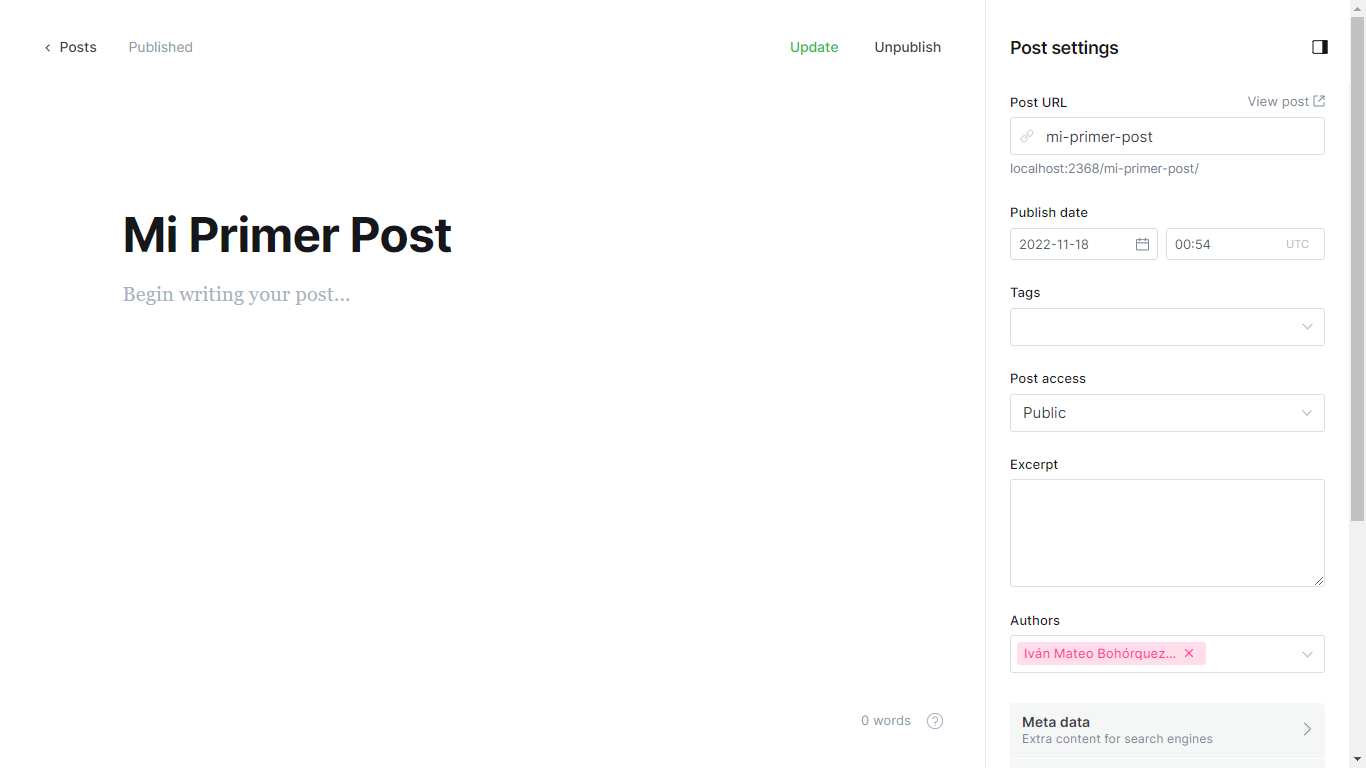 Posts
Published
Update
Unpublish
Mi Primer Post
Begin writing your post...
0 words
?
Post settings
Post URL
View post
mi-primer-post
localhost:2368/mi-primer-post/
Publish date
2022-11-18
00:54
UTC
Tags
Post access
Public
Excerpt
Authors
Iván Mateo Bohórquez...
Meta data
Extra content for search engines